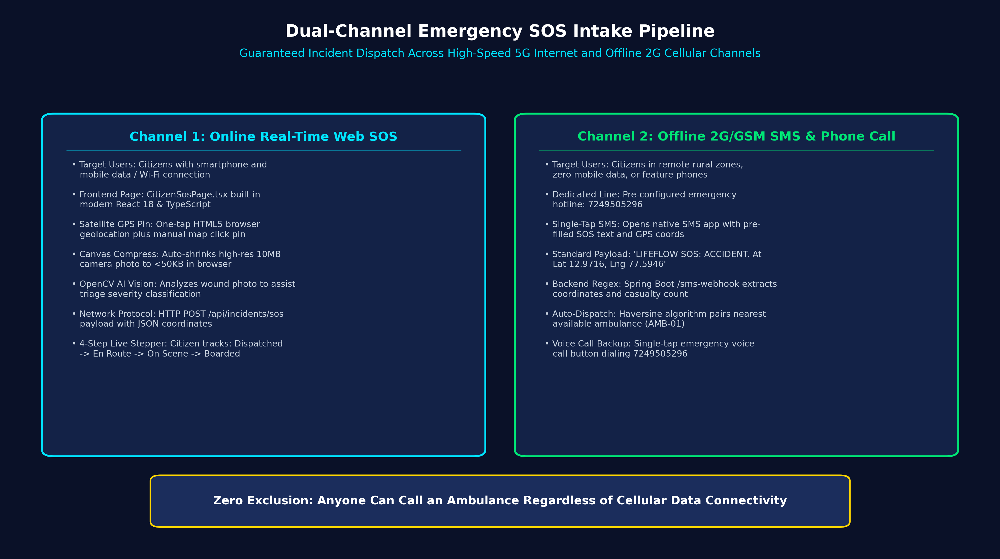 Dual-Channel Emergency SOS Intake Pipeline
Guaranteed Incident Dispatch Across High-Speed 5G Internet and Offline 2G Cellular Channels
Channel 1: Online Real-Time Web SOS
• Target Users: Citizens with smartphone and
mobile data / Wi-Fi connection
• Frontend Page: CitizenSosPage.tsx built in
modern React 18 & TypeScript
• Satellite GPS Pin: One-tap HTML5 browser
geolocation plus manual map click pin
• Canvas Compress: Auto-shrinks high-res 10MB
camera photo to <50KB in browser
• OpenCV AI Vision: Analyzes wound photo to assist
triage severity classification
• Network Protocol: HTTP POST /api/incidents/sos
payload with JSON coordinates
• 4-Step Live Stepper: Citizen tracks: Dispatched
-> En Route -> On Scene -> Boarded
Channel 2: Offline 2G/GSM SMS & Phone Call
• Target Users: Citizens in remote rural zones,
zero mobile data, or feature phones
• Dedicated Line: Pre-configured emergency
hotline: 7249505296
• Single-Tap SMS: Opens native SMS app with pre-
filled SOS text and GPS coords
• Standard Payload: 'LIFEFLOW SOS: ACCIDENT. At
Lat 12.9716, Lng 77.5946'
• Backend Regex: Spring Boot /sms-webhook extracts
coordinates and casualty count
• Auto-Dispatch: Haversine algorithm pairs nearest
available ambulance (AMB-01)
• Voice Call Backup: Single-tap emergency voice
call button dialing 7249505296
Zero Exclusion: Anyone Can Call an Ambulance Regardless of Cellular Data Connectivity